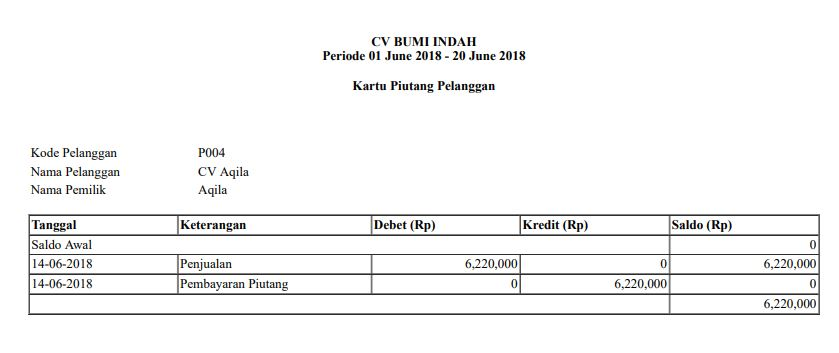 CV BUMI INDAH
Periode 01 June 2018 - 20 June 2018
Kartu Piutang Pelanggan
Kode Pelanggan P004
Nama Pelanggan CV Aqila
Nama Pemilik Aqila
Tanggal Keterangan Debet (Rp) Kredit (Rp) Saldo (Rp)
Saldo Awal 0
14-06-2018 Penjualan 6,220,000 0 6,220,000
14-06-2018 Pembayaran Piutang 0 6,220,000 0
6,220,000